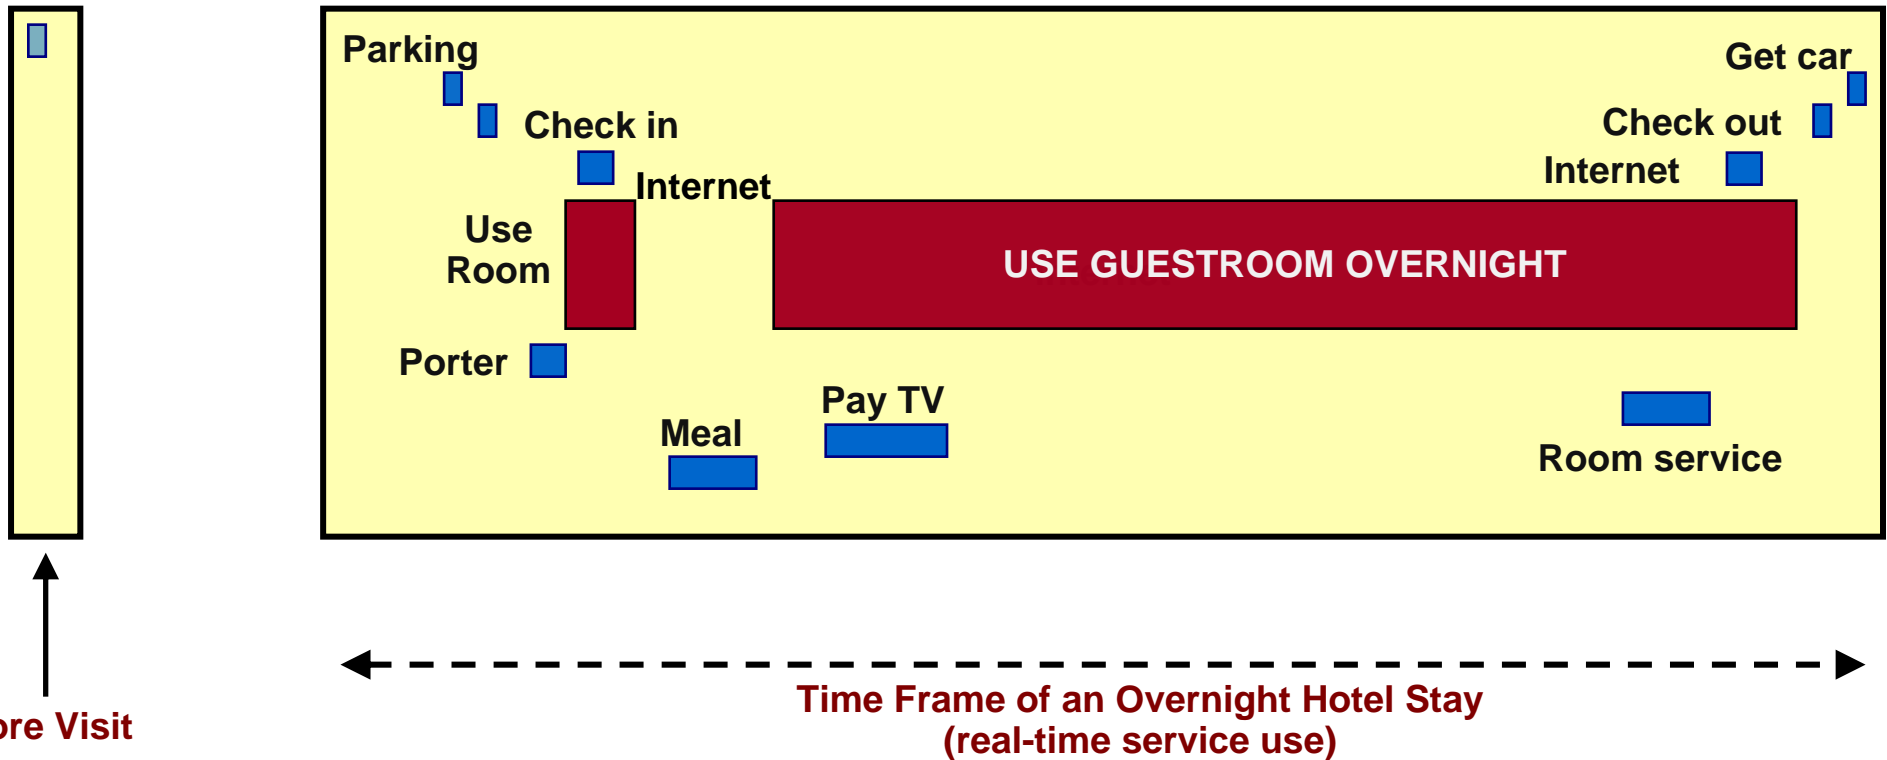 Parking
Get car
Check in
Check out
Internet
Internet
Use
Room
USE GUESTROOM OVERNIGHT
Porter
Pay TV
Meal
Room service
Time Frame of an Overnight Hotel Stay
(real-time service use)
ore Visit